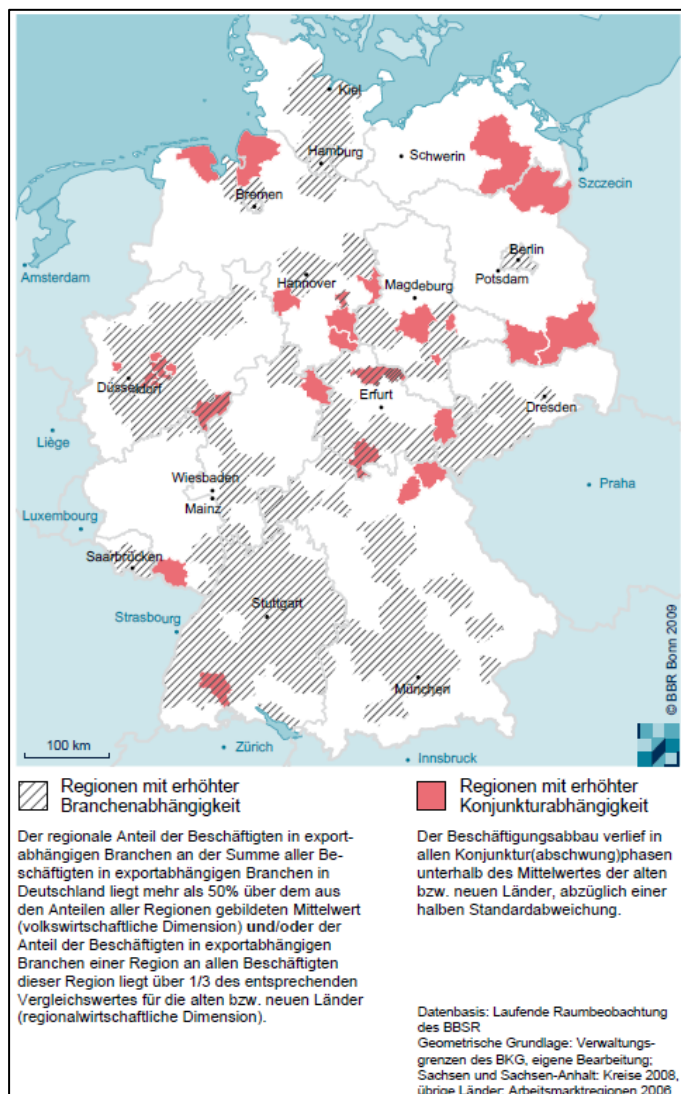 Kiel
Hamburg
Schwerin
Szczecin
Bremen
Berlin
Hannover
Magdeburg
Potsdam
Amsterdam
Düsseldorf
Erfurt
Dresden
Liège
Wiesbaden
Mainz
Praha
Luxembourg
Saarbrücken
Stuttgart
Strasbourg
München
© BBR Bonn 2009
100 km
Zürich
Innsbruck
Regionen mit erhöhter
Branchenabhängigkeit
Der regionale Anteil der Beschäftigten in export-
abhängigen Branchen an der Summe aller Be-
schäftigten in exportabhängigen Branchen in
Deutschland liegt mehr als 50% über dem aus
den Anteilen aller Regionen gebildeten Mittelwert
(volkswirtschaftliche Dimension) und/oder der
Anteil der Beschäftigten in exportabhängigen
Branchen einer Region an allen Beschäftigten
dieser Region liegt über 1/3 des entsprechenden
Vergleichswertes für die alten bzw. neuen Länder
(regionalwirtschaftliche Dimension).
Regionen mit erhöhter
Konjunkturabhängigkeit
Der Beschäftigungsabbau verlief in
allen Konjunktur(abschwung)phasen
unterhalb des Mittelwertes der alten
bzw. neuen Länder, abzüglich einer
halben Standardabweichung.
Datenbasis: Laufende Raumbeobachtung
des BBSR
Geometrische Grundlage: Verwaltungs-
grenzen des BKG, eigene Bearbeitung;
Sachsen und Sachsen-Anhalt: Kreise 2008,
übrige Länder: Arbeitsmarktregionen 2006